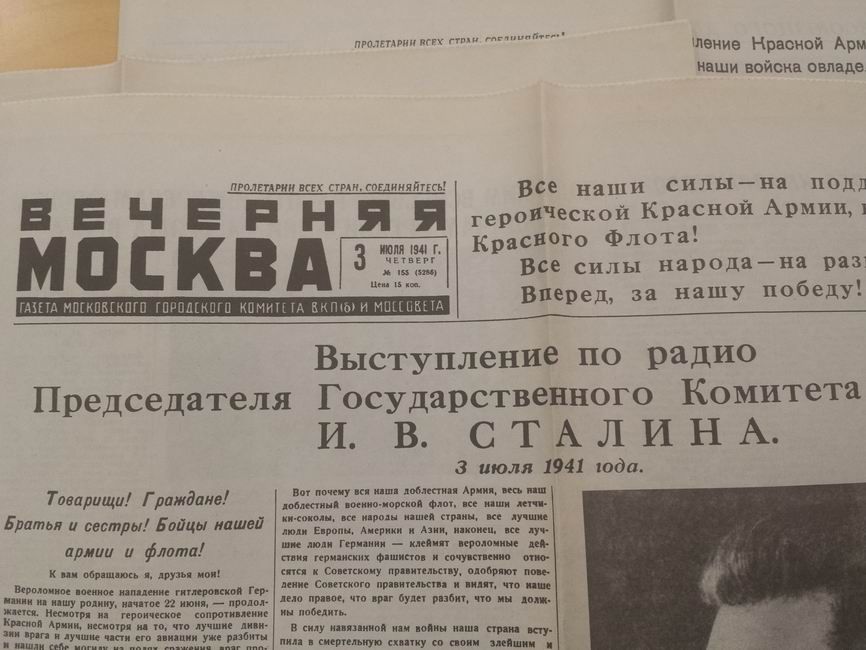 ПРОЛЕТАРИИ ВСЕХ СТРАН, СОЕДИНЯЙТЕСЬ!
Красной
наши войска
ПРОЛЕТАРИИ ВСЕХ СТРАН, СОЕДИНЯЙТЕСЬ!
ВЕЧЕРНЯЯ
МОСКВА
3 ИЮЛЯ 1941 Г.
ЧЕТВЕРГ
№ 155 (5286)
Цена 15 коп.
ГАЗЕТА МОСКОВСКОГО ГОРОДСКОГО КОМИТЕТА ВКП(б) И МОССОВЕТА
Все наши силы—на
героической Красной Армии,
Красного Флота!
Все силы народа—на
Вперед, за нашу победу!
Выступление по радио
Председателя Государственного Комитета
И. В. СТАЛИНА.
3 июля 1941 года.
Товарищи! Граждане!
Братья и сестры! Бойцы нашей
армии и флота!
К вам обращаюсь я, друзья мои!
Вероломное военное нападение гитлеровской Гер-
мании на нашу родину, начатое 22 июня, — продол-
жается. Несмотря на героическое сопротивление
Красной Армии, несмотря на то, что лучшие диви-
зии врага и лучшие части его авиации уже разбиты
и нашли себе могилу на полях сражения, враг про-
Вот почему вся наша доблестная Армия, весь наш
доблестный военно-морской флот, все наши летчи-
ки-соколы, все народы нашей страны, все лучшие
люди Европы, Америки и Азии, наконец, все луч-
шие люди Германии — клеймят вероломные дей-
ствия германских фашистов и сочувственно отно-
сятся к Советскому правительству, одобряют пове-
дение Советского правительства и видят, что наше
дело правое, что враг будет разбит, что мы долж-
ны победить.
В силу навязанной нам войны наша страна всту-
пила в смертельную схватку со своим злейшим и